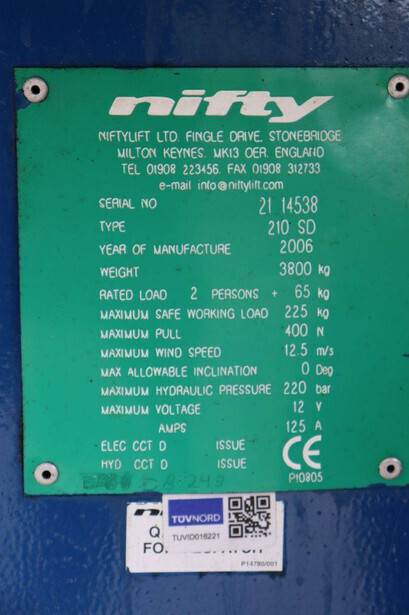 nifty
NIFTYLIFT LTD. FINGLE DRIVE, STONEBRIDGE
MILTON KEYNES. MK13 OER. ENGLAND
TEL 01908 223456. FAX 01908 312733
e-mail info@niftylift.com
SERIAL NO 21 14538
TYPE 210 SD
YEAR OF MANUFACTURE 2006
WEIGHT 3800 kg
RATED LOAD 2 PERSONS + 65 kg
MAXIMUM SAFE WORKING LOAD 225 kg
MAXIMUM PULL 400 N
MAXIMUM WIND SPEED 12.5 m/s
MAX ALLOWABLE INCLINATION 0 Deg
MAXIMUM HYDRAULIC PRESSURE 220 bar
MAXIMUM VOLTAGE 12 V
AMPS 125 A
ELEC CCT D ISSUE
HYD CCT D ISSUE
CE
P10805
TÜVNORD
TUVID016221
P14780/001